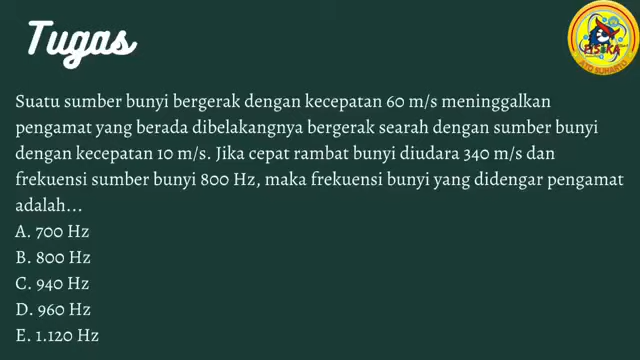 Tugas
FISIKA
AYO SUHARTO
Suatu sumber bunyi bergerak dengan kecepatan 60 m/s meninggalkan
pengamat yang berada dibelakangnya bergerak searah dengan sumber bunyi
dengan kecepatan 10 m/s. Jika cepat rambat bunyi diudara 340 m/s dan
frekuensi sumber bunyi 800 Hz, maka frekuensi bunyi yang didengar pengamat
adalah...
A. 700 Hz
B. 800 Hz
C. 940 Hz
D. 960 Hz
E. 1.120 Hz